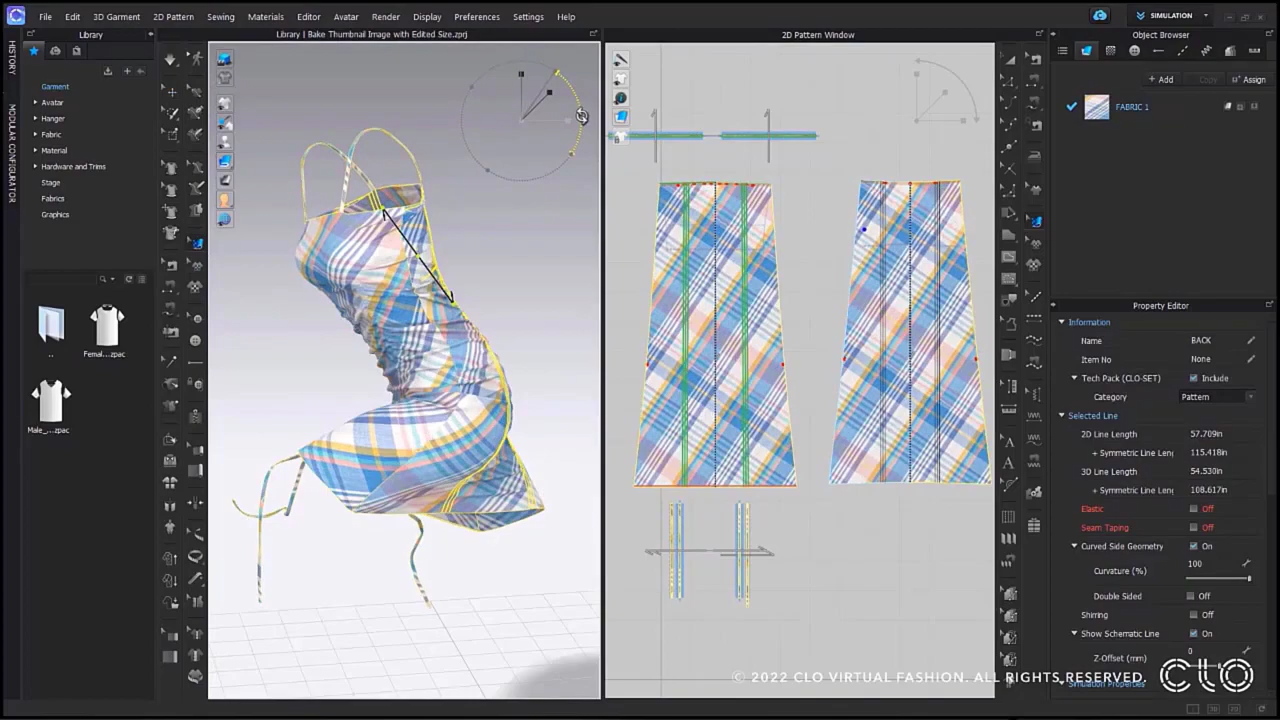 File Edit 3D Garment 2D Pattern Sewing Materials Editor Avatar Render Display Preferences Settings Help
SIMULATION
Library
Library | Bake Thumbnail Image with Edited Size.zprj
2D Pattern Window
Object Browser
HISTORY
MODULAR CONFIGURATOR
Garment
Avatar
Hanger
Fabric
Material
Hardware and Trims
Stage
Fabrics
Graphics
..
Femal....zpac
Male_...zpac
+ Add
Copy
Assign
FABRIC 1
Property Editor
Information
Name BACK
Item No None
Tech Pack (CLO-SET) Include
Category Pattern
Selected Line
2D Line Length 57.709in
+ Symmetric Line Leng 115.418in
3D Line Length 54.530in
+ Symmetric Line Leng 108.617in
Elastic Off
Seam Taping Off
Curved Side Geometry On
Curvature (%) 100
Double Sided Off
Shirring Off
Show Schematic Line On
Z-Offset (mm) 0
Simulation Properties
© 2022 CLO VIRTUAL FASHION. ALL RIGHTS RESERVED.
CLO